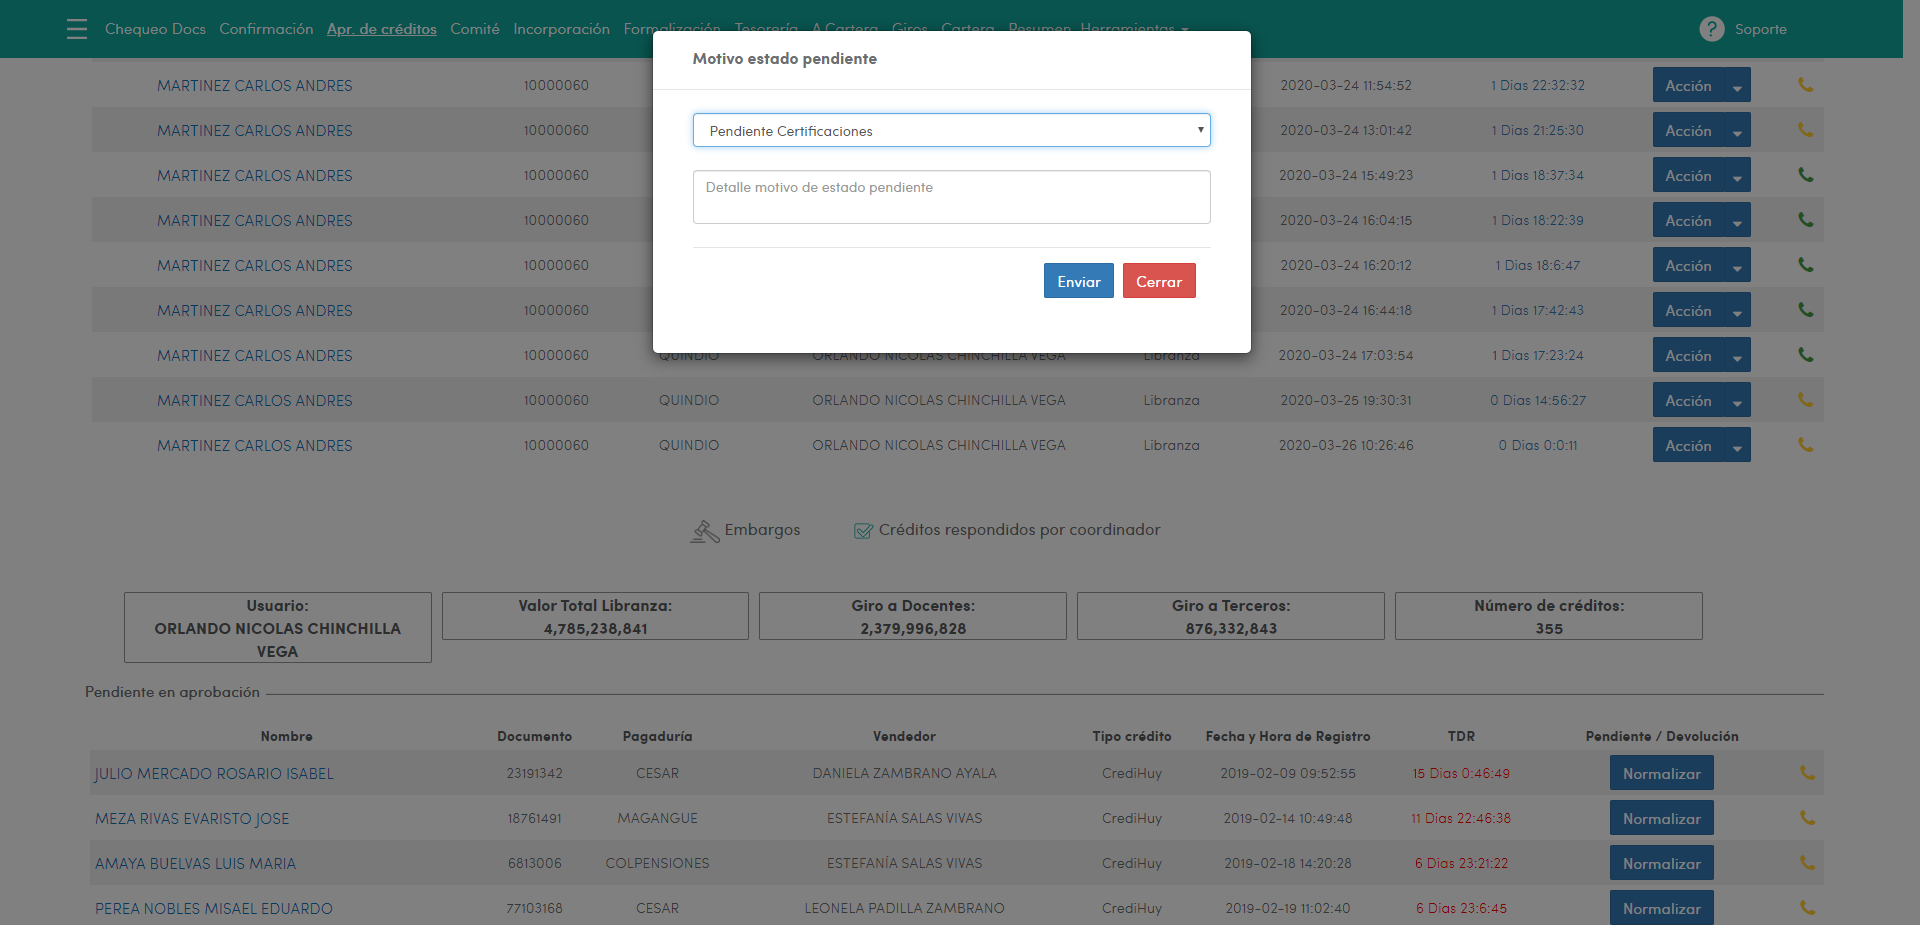 Chequeo Docs Confirmación Apr. de créditos Comité Incorporación Formalización Tesorería A Cartera Giros Cartera Resumen Herramientas ? Soporte
Motivo estado pendiente
Pendiente Certificaciones
Detalle motivo de estado pendiente
Enviar Cerrar
MARTINEZ CARLOS ANDRES 10000060 2020-03-24 11:54:52 1 Dias 22:32:32 Acción
MARTINEZ CARLOS ANDRES 10000060 2020-03-24 13:01:42 1 Dias 21:25:30 Acción
MARTINEZ CARLOS ANDRES 10000060 2020-03-24 15:49:23 1 Dias 18:37:34 Acción
MARTINEZ CARLOS ANDRES 10000060 2020-03-24 16:04:15 1 Dias 18:22:39 Acción
MARTINEZ CARLOS ANDRES 10000060 2020-03-24 16:20:12 1 Dias 18:6:47 Acción
MARTINEZ CARLOS ANDRES 10000060 2020-03-24 16:44:18 1 Dias 17:42:43 Acción
MARTINEZ CARLOS ANDRES 10000060 QUINDIO ORLANDO NICOLAS CHINCHILLA VEGA Libranza 2020-03-24 17:03:54 1 Dias 17:23:24 Acción
MARTINEZ CARLOS ANDRES 10000060 QUINDIO ORLANDO NICOLAS CHINCHILLA VEGA Libranza 2020-03-25 19:30:31 0 Dias 14:56:27 Acción
MARTINEZ CARLOS ANDRES 10000060 QUINDIO ORLANDO NICOLAS CHINCHILLA VEGA Libranza 2020-03-26 10:26:46 0 Dias 0:0:11 Acción
Embargos Créditos respondidos por coordinador
Usuario:
ORLANDO NICOLAS CHINCHILLA
VEGA
Valor Total Libranza:
4,785,238,841
Giro a Docentes:
2,379,996,828
Giro a Terceros:
876,332,843
Número de créditos:
355
Pendiente en aprobación
Nombre Documento Pagaduría Vendedor Tipo crédito Fecha y Hora de Registro TDR Pendiente / Devolución
JULIO MERCADO ROSARIO ISABEL 23191342 CESAR DANIELA ZAMBRANO AYALA CrediHuy 2019-02-09 09:52:55 15 Dias 0:46:49 Normalizar
MEZA RIVAS EVARISTO JOSE 18761491 MAGANGUE ESTEFANÍA SALAS VIVAS CrediHuy 2019-02-14 10:49:48 11 Dias 22:46:38 Normalizar
AMAYA BUELVAS LUIS MARIA 6813006 COLPENSIONES ESTEFANÍA SALAS VIVAS CrediHuy 2019-02-18 14:20:28 6 Dias 23:21:22 Normalizar
PEREA NOBLES MISAEL EDUARDO 77103168 CESAR LEONELA PADILLA ZAMBRANO CrediHuy 2019-02-19 11:02:40 6 Dias 23:6:45 Normalizar